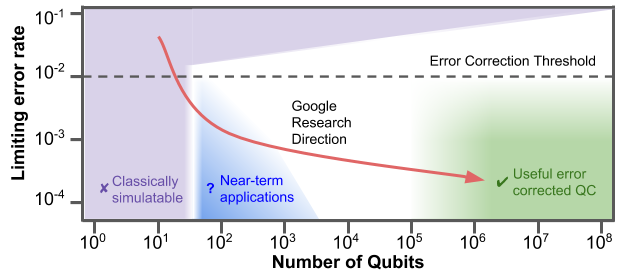 Limiting error rate
10^-1
10^-2
10^-3
10^-4
Error Correction Threshold
Google
Research
Direction
✘ Classically
simulatable
? Near-term
applications
✔ Useful error
corrected QC
10^0 10^1 10^2 10^3 10^4 10^5 10^6 10^7 10^8
Number of Qubits